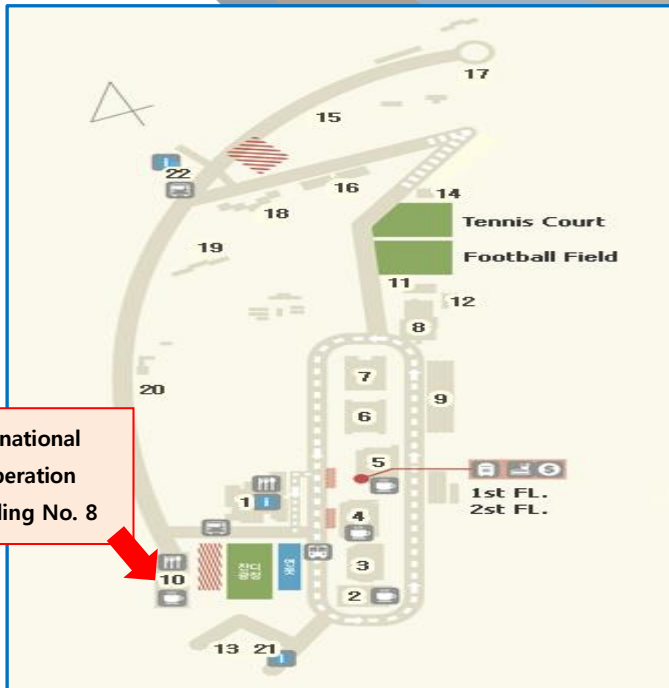 17
15
22
16
14
18
Tennis Court
19
Football Field
11
12
8
7
20
9
6
national
peration
ding No. 8
5
1st FL.
2st FL.
1
4
잔디
광장
3
10
2
13
21